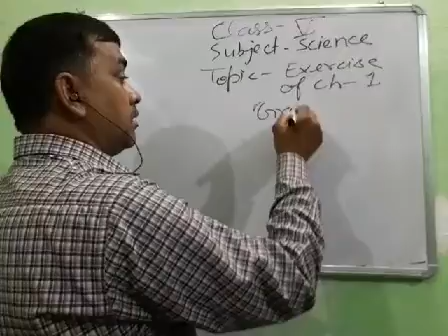 Class- V
Subject - Science
Topic - Exercise
of Ch- 1